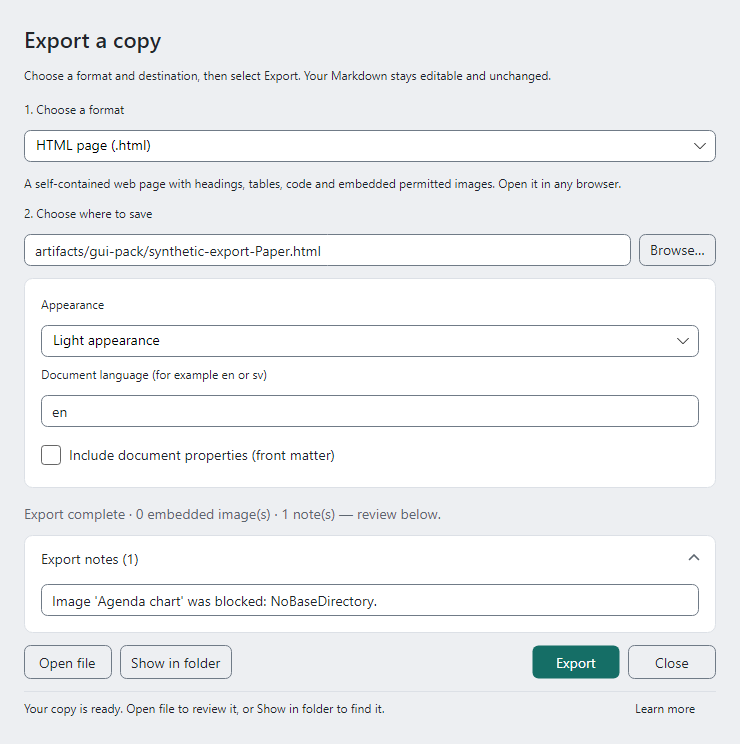 Export a copy
Choose a format and destination, then select Export. Your Markdown stays editable and unchanged.
1. Choose a format
HTML page (.html)
A self-contained web page with headings, tables, code and embedded permitted images. Open it in any browser.
2. Choose where to save
artifacts/gui-pack/synthetic-export-Paper.html
Browse...
Appearance
Light appearance
Document language (for example en or sv)
en
Include document properties (front matter)
Export complete · 0 embedded image(s) · 1 note(s) — review below.
Export notes (1)
Image 'Agenda chart' was blocked: NoBaseDirectory.
Open file
Show in folder
Export
Close
Your copy is ready. Open file to review it, or Show in folder to find it.
Learn more